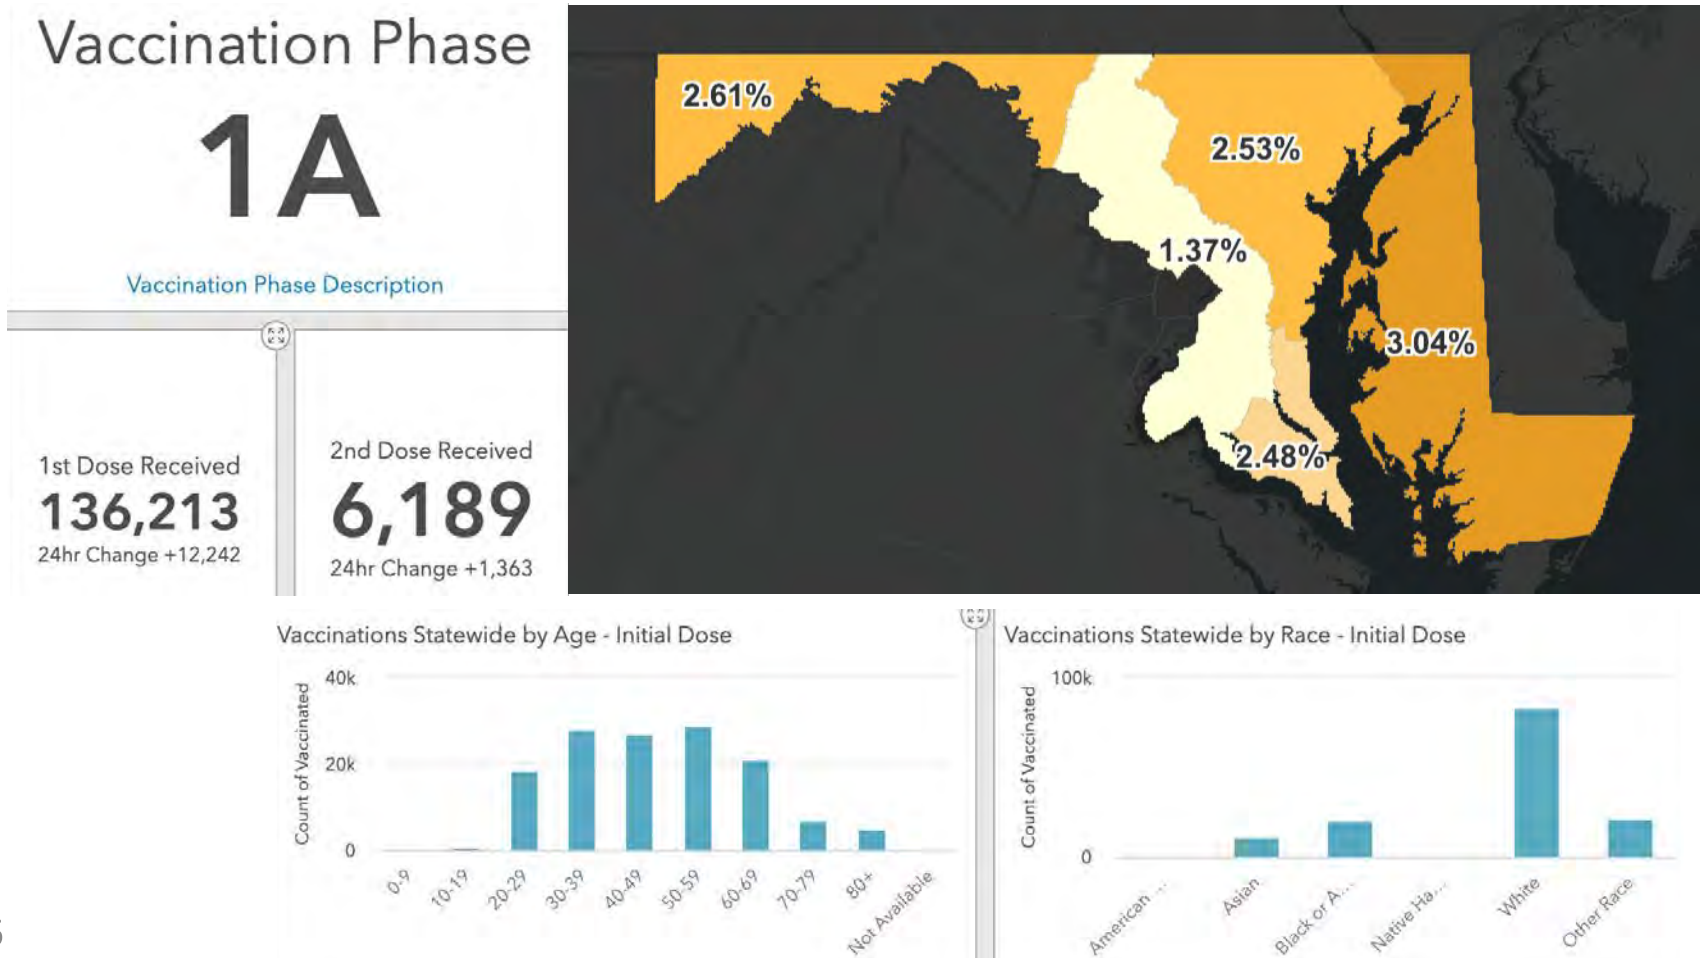 Vaccination Phase
1A
Vaccination Phase Description
1st Dose Received
136,213
24hr Change +12,242
2nd Dose Received
6,189
24hr Change +1,363
2.61%
2.53%
1.37%
3.04%
2.48%
Vaccinations Statewide by Age - Initial Dose
Count of Vaccinated
40k
20k
0
0-9
10-19
20-29
30-39
40-49
50-59
60-69
70-79
80+
Not Available
Vaccinations Statewide by Race - Initial Dose
Count of Vaccinated
100k
0
American ...
Asian
Black or A...
Native Ha...
White
Other Race